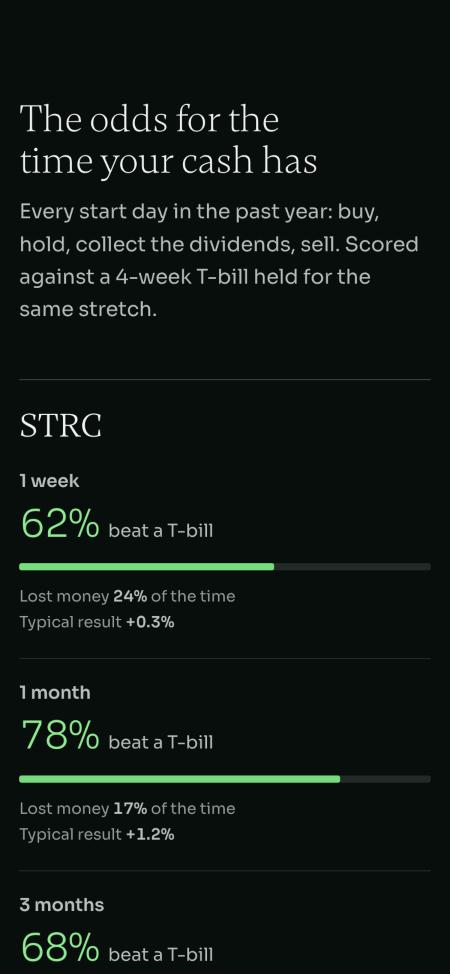 The odds for the
time your cash has
Every start day in the past year: buy,
hold, collect the dividends, sell. Scored
against a 4-week T-bill held for the
same stretch.
STRC
1 week
62% beat a T-bill
Lost money 24% of the time
Typical result +0.3%
1 month
78% beat a T-bill
Lost money 17% of the time
Typical result +1.2%
3 months
68% beat a T-bill